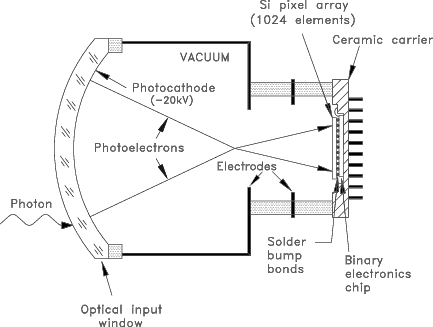 Si pixel array
(1024 elements)
Ceramic carrier
VACUUM
Photocathode
(-20kV)
Photoelectrons
Electrodes
Photon
Solder
bump
bonds
Binary
electronics
chip
Optical input
window